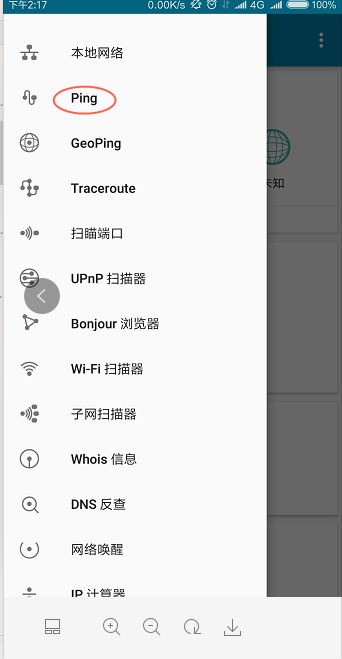 下午2:17 0.00K/s 4G 100%
本地网络
Ping
GeoPing
未知
Traceroute
扫瞄端口
UPnP 扫描器
Bonjour 浏览器
Wi-Fi 扫描器
子网扫描器
Whois 信息
DNS 反查
网络唤醒
IP 计算器